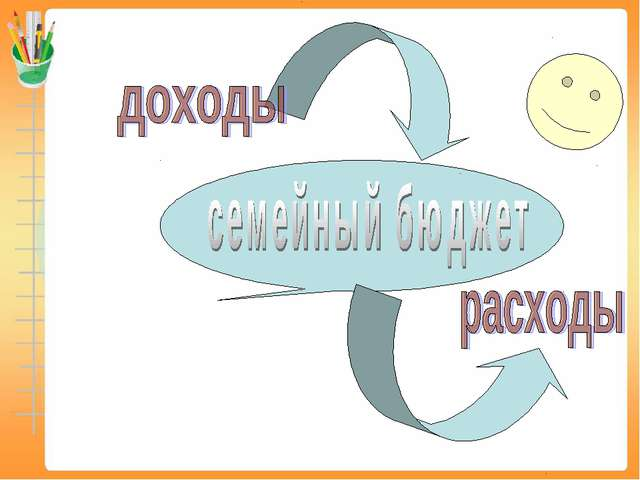 доходы
семейный бюджет
расходы